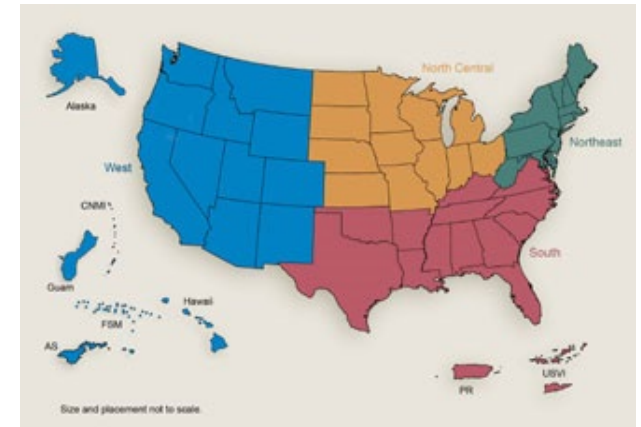 North Central
Alaska
Northeast
West
CNMI
South
Guam
Hawaii
FSM
AS
USVI
PR
Size and placement not to scale.